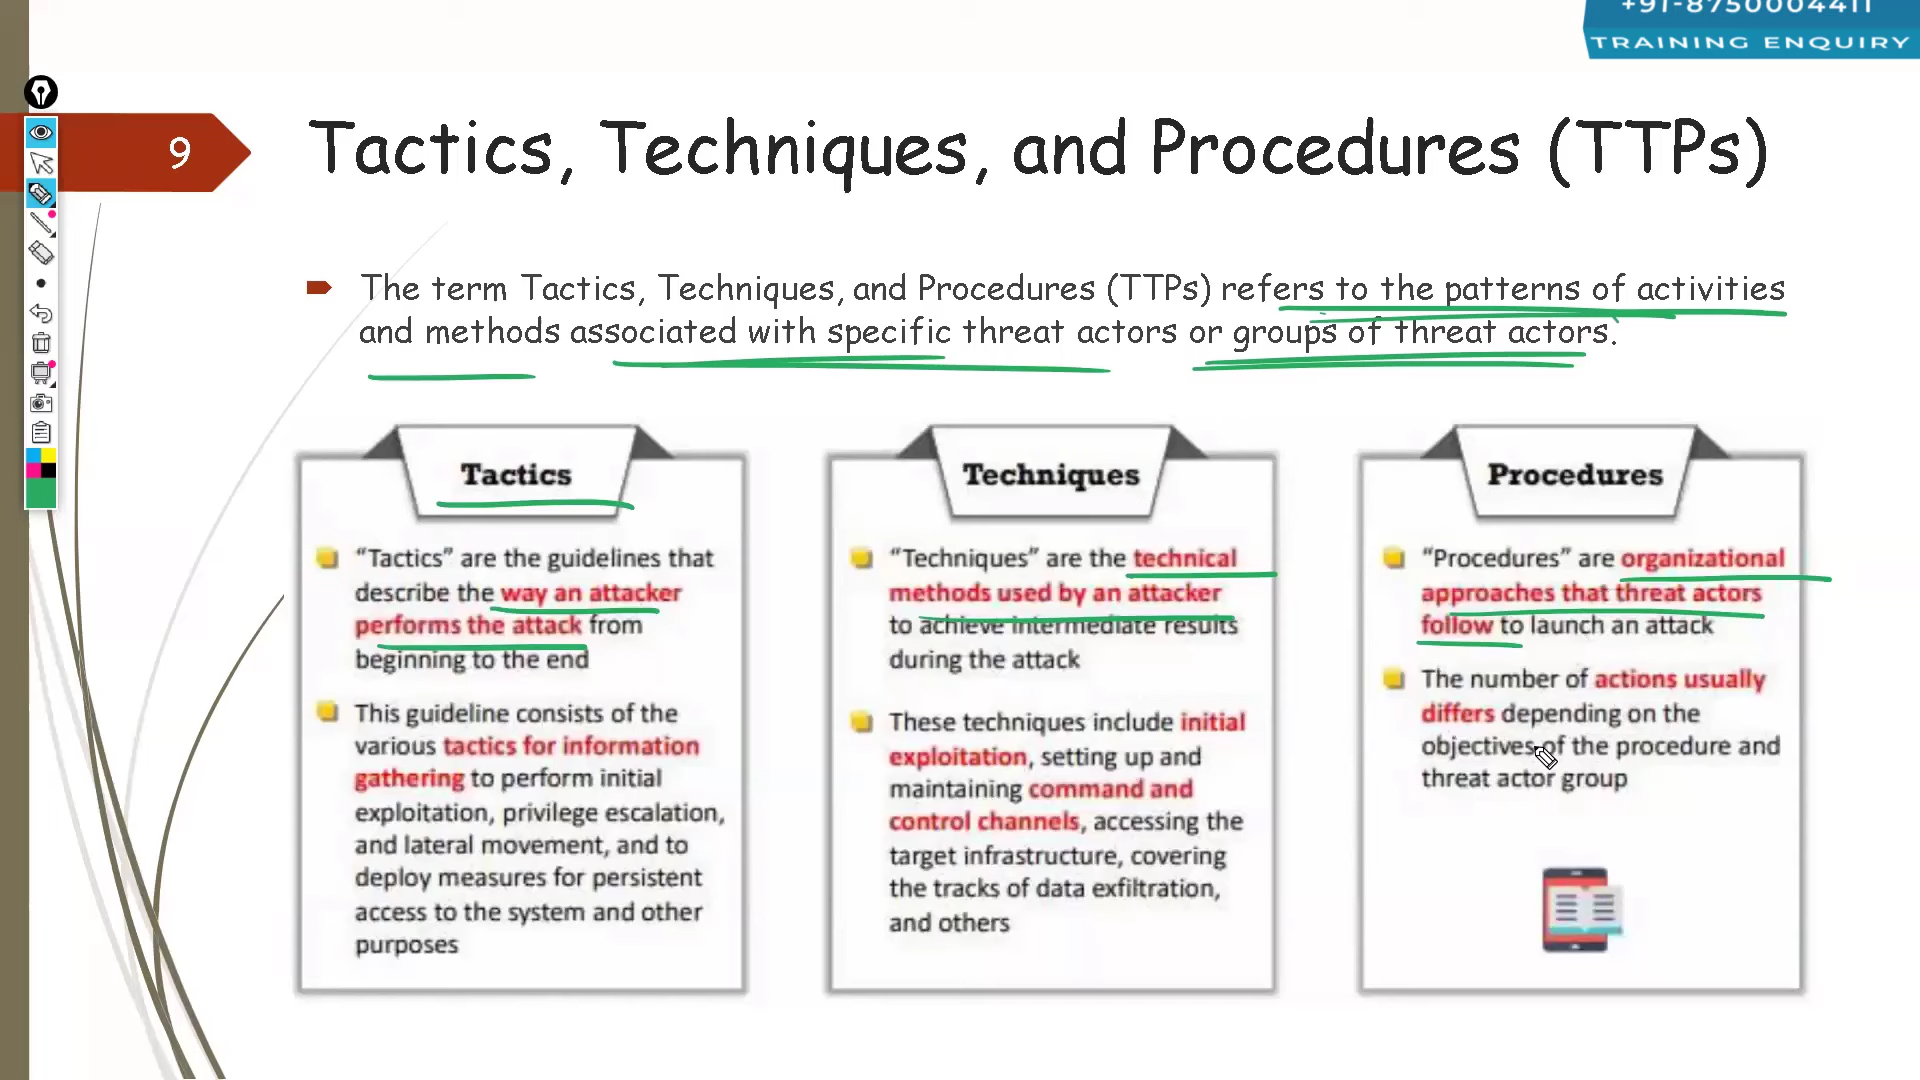 +91-8750004411
TRAINING ENQUIRY
9
Tactics, Techniques, and Procedures (TTPs)
The term Tactics, Techniques, and Procedures (TTPs) refers to the patterns of activities
and methods associated with specific threat actors or groups of threat actors.
Tactics
“Tactics” are the guidelines that
describe the way an attacker
performs the attack from
beginning to the end
This guideline consists of the
various tactics for information
gathering to perform initial
exploitation, privilege escalation,
and lateral movement, and to
deploy measures for persistent
access to the system and other
purposes
Techniques
“Techniques” are the technical
methods used by an attacker
to achieve intermediate results
during the attack
These techniques include initial
exploitation, setting up and
maintaining command and
control channels, accessing the
target infrastructure, covering
the tracks of data exfiltration,
and others
Procedures
“Procedures” are organizational
approaches that threat actors
follow to launch an attack
The number of actions usually
differs depending on the
objectives of the procedure and
threat actor group